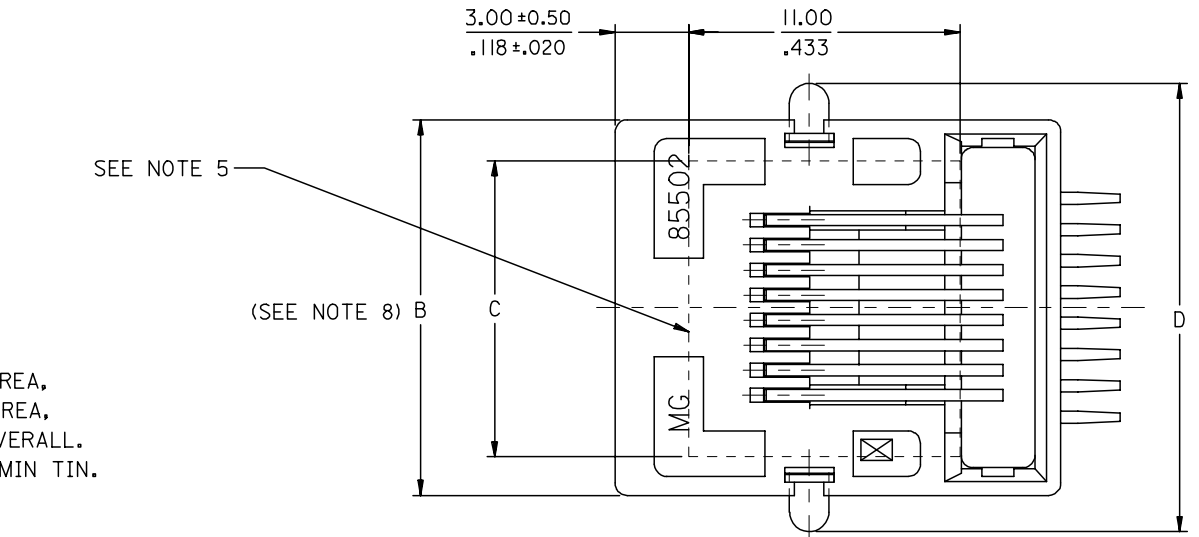 3.00±0.50
.118±.020
11.00
.433
SEE NOTE 5
85502
(SEE NOTE 8) B
C
D
REA,
REA,
VERALL.
MIN TIN.
MG